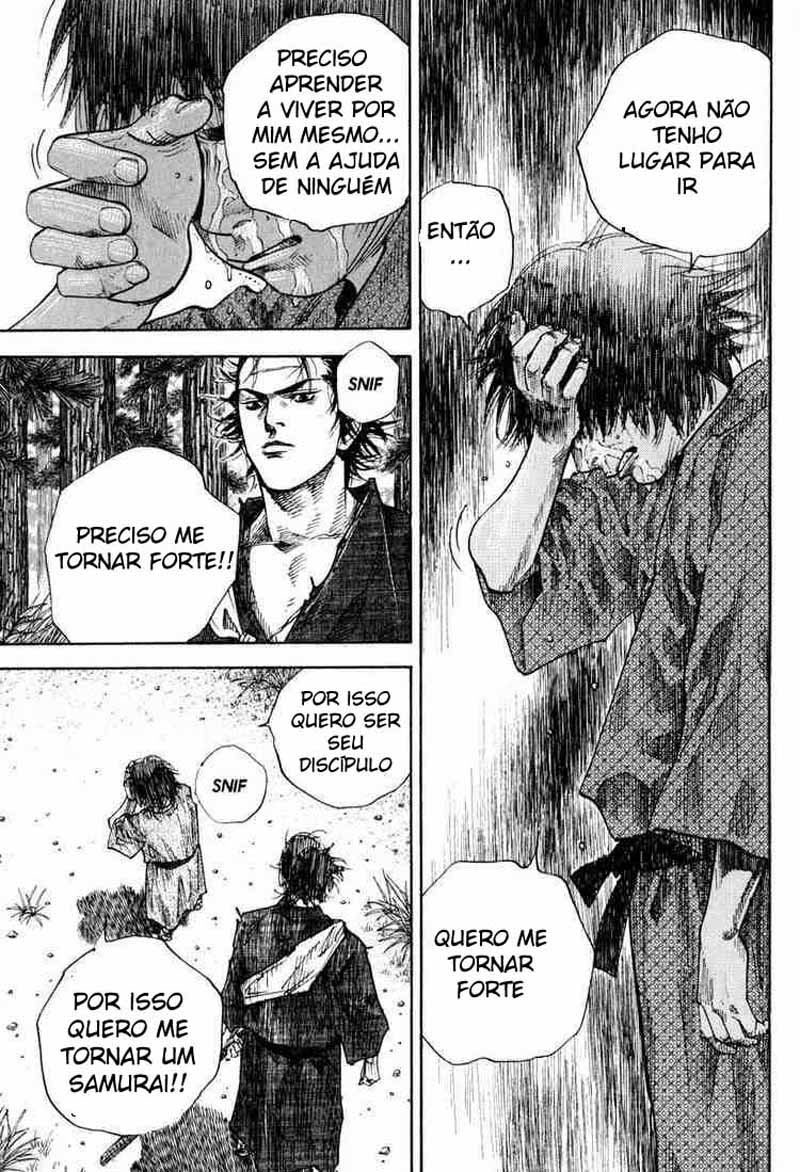 AGORA NÃO
TENHO
LUGAR PARA
IR
ENTÃO
...
QUERO ME
TORNAR
FORTE
PRECISO
APRENDER
A VIVER POR
MIM MESMO...
SEM A AJUDA
DE NINGUÉM
SNIF
PRECISO ME
TORNAR FORTE!!
POR ISSO
QUERO SER
SEU
DISCÍPULO
SNIF
POR ISSO
QUERO ME
TORNAR UM
SAMURAI!!